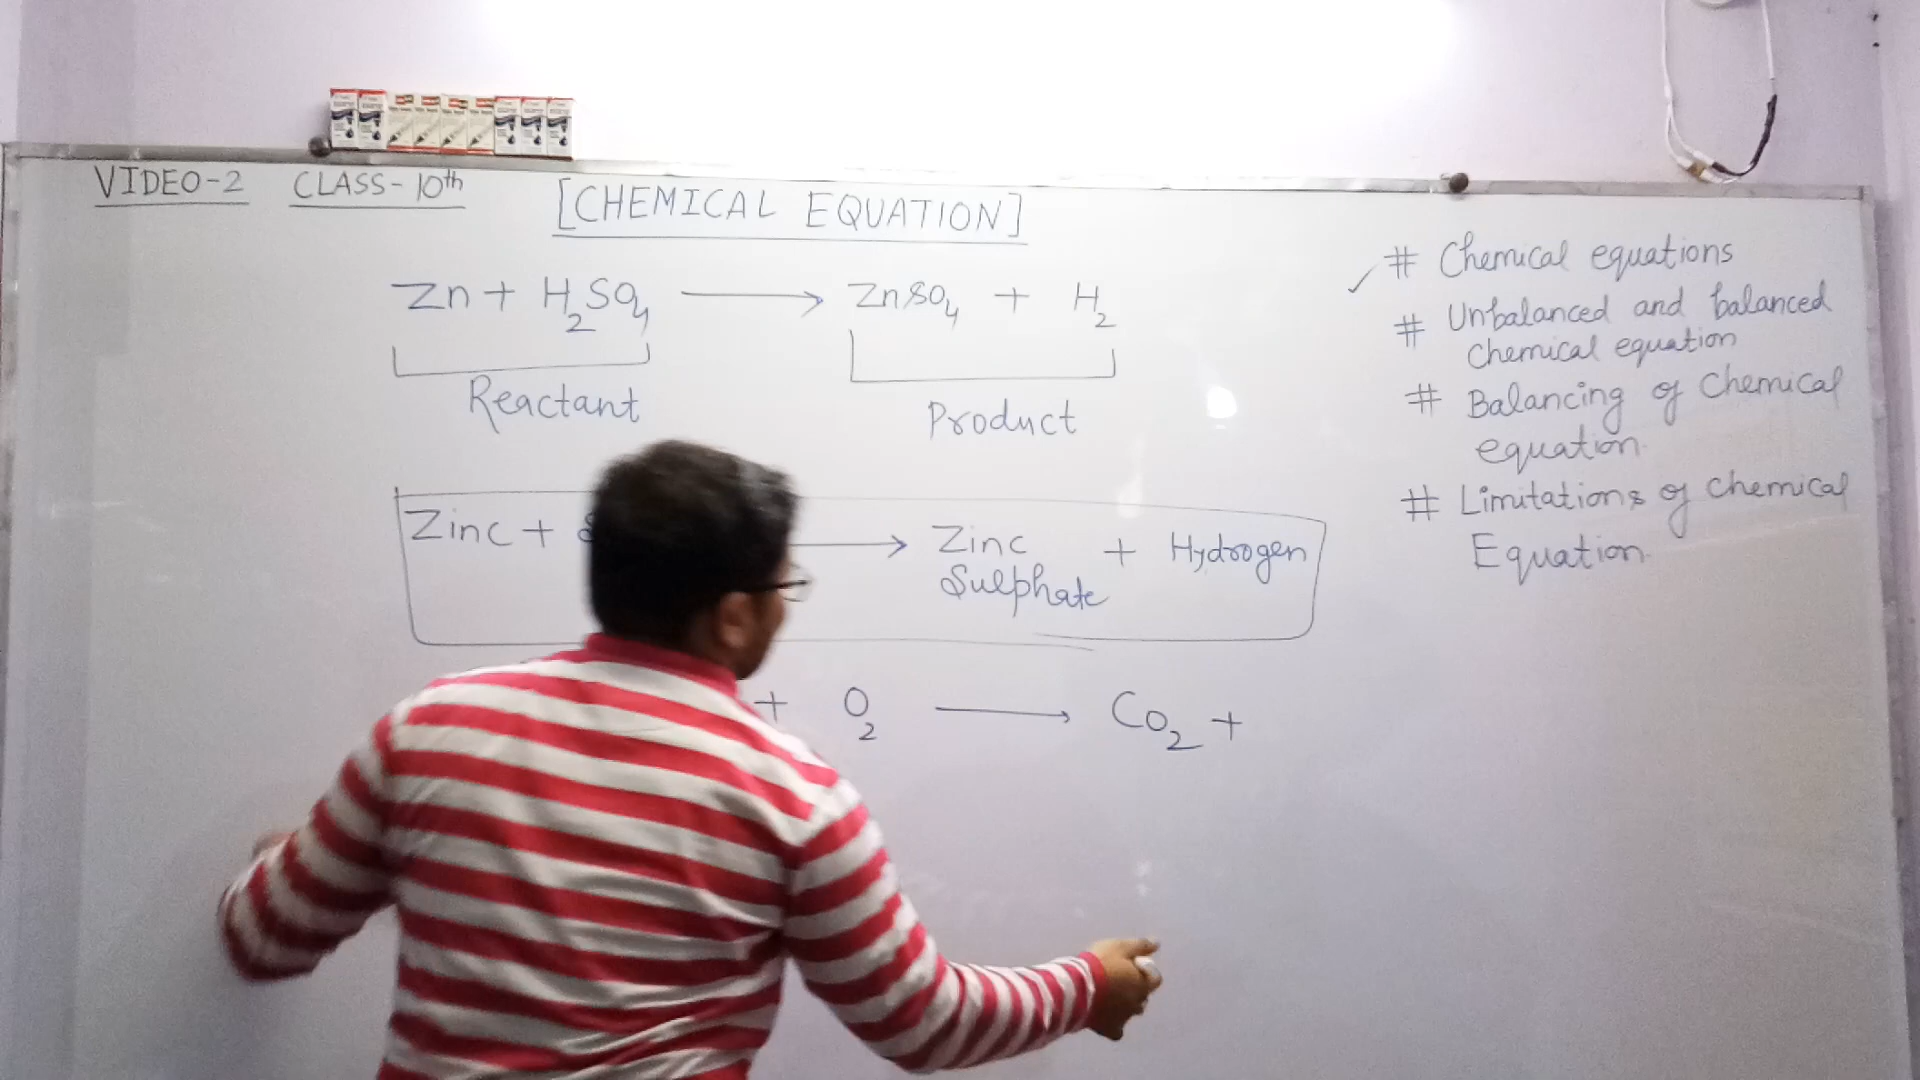 VIDEO-2 CLASS-10th [CHEMICAL EQUATION]
Zn + H2SO4 ⟶ ZnSO4 + H2
Reactant Product
Zinc + ⟶ Zinc Sulphate + Hydrogen
+ O2 ⟶ CO2 +
# Chemical equations
# Unbalanced and balanced
chemical equation
# Balancing of Chemical
equation.
# Limitations of Chemical
Equation.